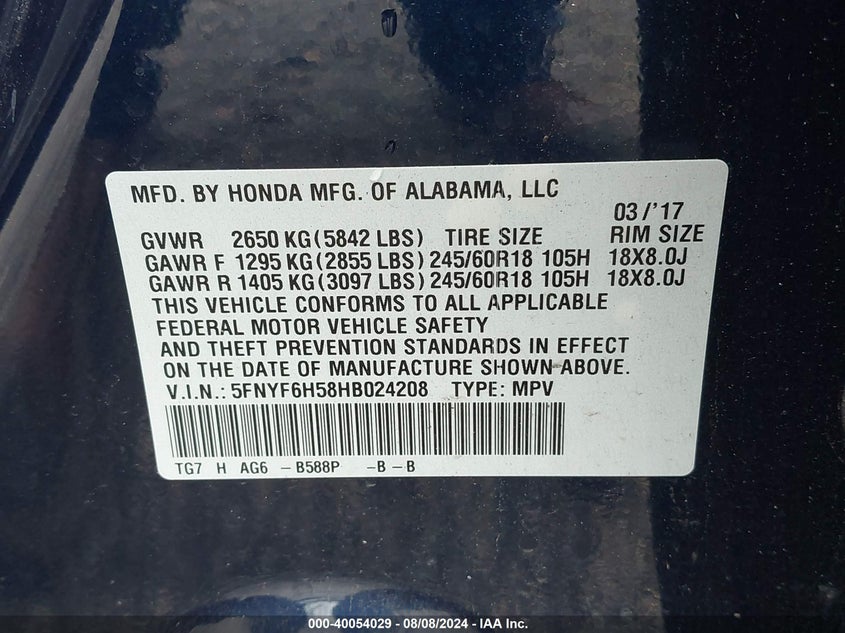 MFD. BY HONDA MFG. OF ALABAMA, LLC
03/'17
GVWR 2650 KG (5842 LBS) TIRE SIZE RIM SIZE
GAWR F 1295 KG (2855 LBS) 245/60R18 105H 18X8.0J
GAWR R 1405 KG (3097 LBS) 245/60R18 105H 18X8.0J
THIS VEHICLE CONFORMS TO ALL APPLICABLE
FEDERAL MOTOR VEHICLE SAFETY
AND THEFT PREVENTION STANDARDS IN EFFECT
ON THE DATE OF MANUFACTURE SHOWN ABOVE.
V.I.N.: 5FNYF6H58HB024208 TYPE: MPV
TG7 H AG6 -B588P -B-B
000-40054029 - 08/08/2024 - IAA Inc.